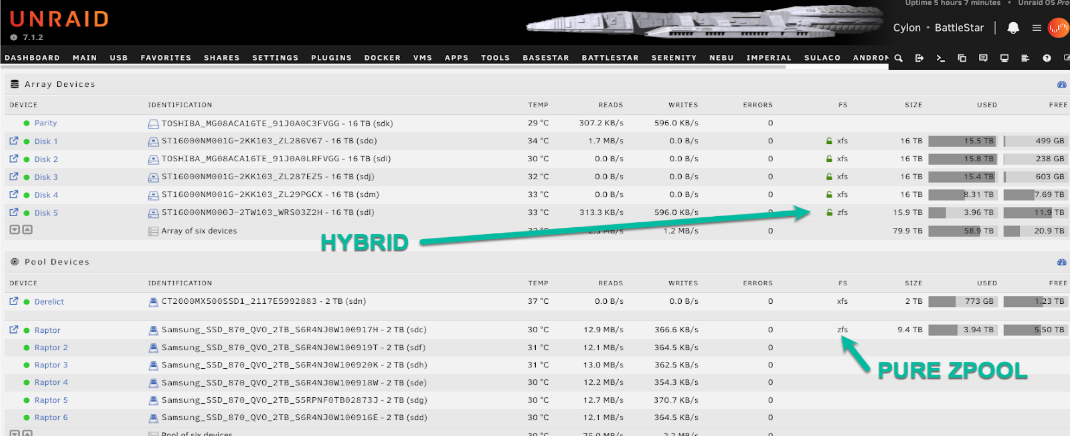 Uptime 5 hours 7 minutes • Unraid OS Pro
UNRAID
7.1.2
Cylon • BattleStar
DASHBOARD MAIN USB FAVORITES SHARES SETTINGS PLUGINS DOCKER VMS APPS TOOLS BASESTAR BATTLESTAR SERENITY NEBU IMPERIAL SULACO ANDROM
Array Devices
DEVICE IDENTIFICATION TEMP READS WRITES ERRORS FS SIZE USED FREE
Parity TOSHIBA_MG08ACA16TE_91J0A0C3FVGG - 16 TB (sdk) 29 °C 307.2 KB/s 596.0 KB/s 0
Disk 1 ST16000NM001G-2KK103_ZL286V67 - 16 TB (sdo) 34 °C 1.7 MB/s 0.0 B/s 0 xfs 16 TB 15.5 TB 499 GB
Disk 2 TOSHIBA_MG08ACA16TE_91J0A0LRFVGG - 16 TB (sdi) 30 °C 0.0 B/s 0.0 B/s 0 xfs 16 TB 15.8 TB 238 GB
Disk 3 ST16000NM001G-2KK103_ZL287EZ5 - 16 TB (sdj) 32 °C 0.0 B/s 0.0 B/s 0 xfs 16 TB 15.4 TB 603 GB
Disk 4 ST16000NM001G-2KK103_ZL29PGCX - 16 TB (sdm) 33 °C 0.0 B/s 0.0 B/s 0 xfs 16 TB 8.31 TB 7.69 TB
Disk 5 ST16000NM000J-2TW103_WRS03Z2H - 16 TB (sdl) 33 °C 313.3 KB/s 596.0 KB/s 0 zfs 15.9 TB 3.96 TB 11.9 TB
Array of six devices 1.2 MB/s 0 79.9 TB 58.9 TB 20.9 TB
HYBRID
Pool Devices
DEVICE IDENTIFICATION TEMP READS WRITES ERRORS FS SIZE USED FREE
Derelict CT2000MX500SSD1_2117E5992883 - 2 TB (sdn) 37 °C 0.0 B/s 0.0 B/s 0 xfs 2 TB 773 GB 1.23 TB
Raptor Samsung_SSD_870_QVO_2TB_S6R4NJ0W100917H - 2 TB (sdc) 30 °C 12.9 MB/s 366.6 KB/s 0 zfs 9.4 TB 3.94 TB 5.50 TB
Raptor 2 Samsung_SSD_870_QVO_2TB_S6R4NJ0W100919T - 2 TB (sdf) 31 °C 12.1 MB/s 364.5 KB/s 0
Raptor 3 Samsung_SSD_870_QVO_2TB_S6R4NJ0W100920K - 2 TB (sdh) 31 °C 13.0 MB/s 362.5 KB/s 0
Raptor 4 Samsung_SSD_870_QVO_2TB_S6R4NJ0W100918W - 2 TB (sde) 30 °C 12.2 MB/s 354.3 KB/s 0
PURE ZPOOL
Raptor 5 Samsung_SSD_870_QVO_2TB_S5RPNF0TB02873J - 2 TB (sdg) 30 °C 12.7 MB/s 370.7 KB/s 0
Raptor 6 Samsung_SSD_870_QVO_2TB_S6R4NJ0W100916E - 2 TB (sdd) 30 °C 12.1 MB/s 364.5 KB/s 0
Pool of six devices 30 °C 75.0 MB/s 2.2 MB/s 0